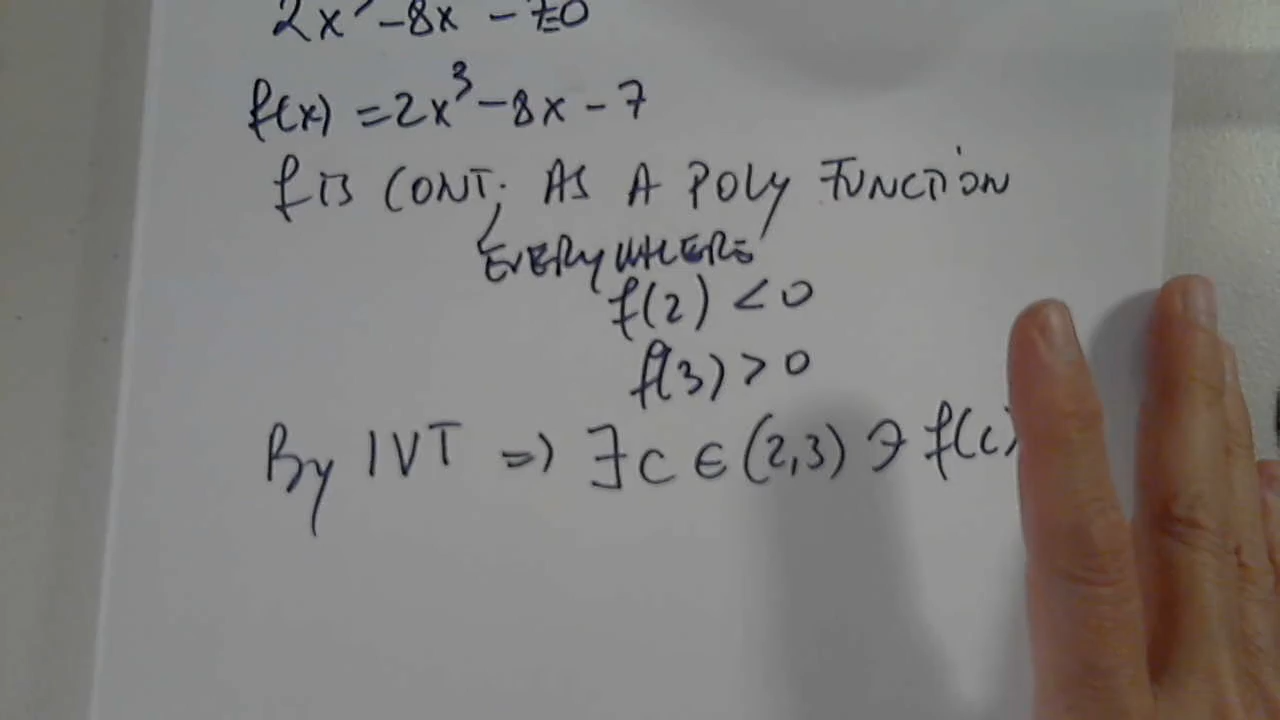 2x³ -8x -7=0
f(x) = 2x³ - 8x - 7
f is CONT, AS A POLY FUNCTION
EVERYWHERE
f(2) < 0
f(3) > 0
By IVT => ∃ c ∈ (2,3) ∋ f(c)